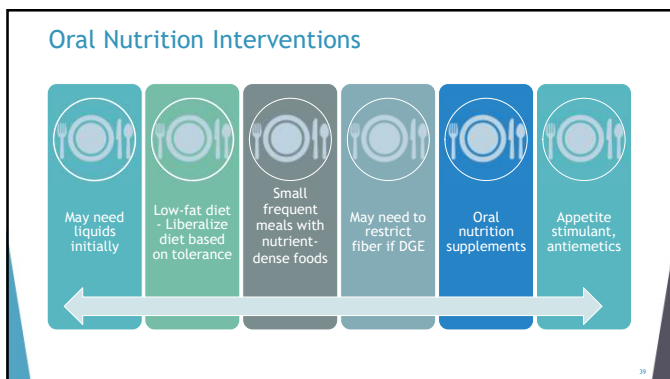 Oral Nutrition Interventions
May need
liquids
initially
Low-fat diet
- Liberalize
diet based
on tolerance
Small
frequent
meals with
nutrient-
dense foods
May need to
restrict
fiber if DGE
Oral
nutrition
supplements
Appetite
stimulant,
antiemetics
39